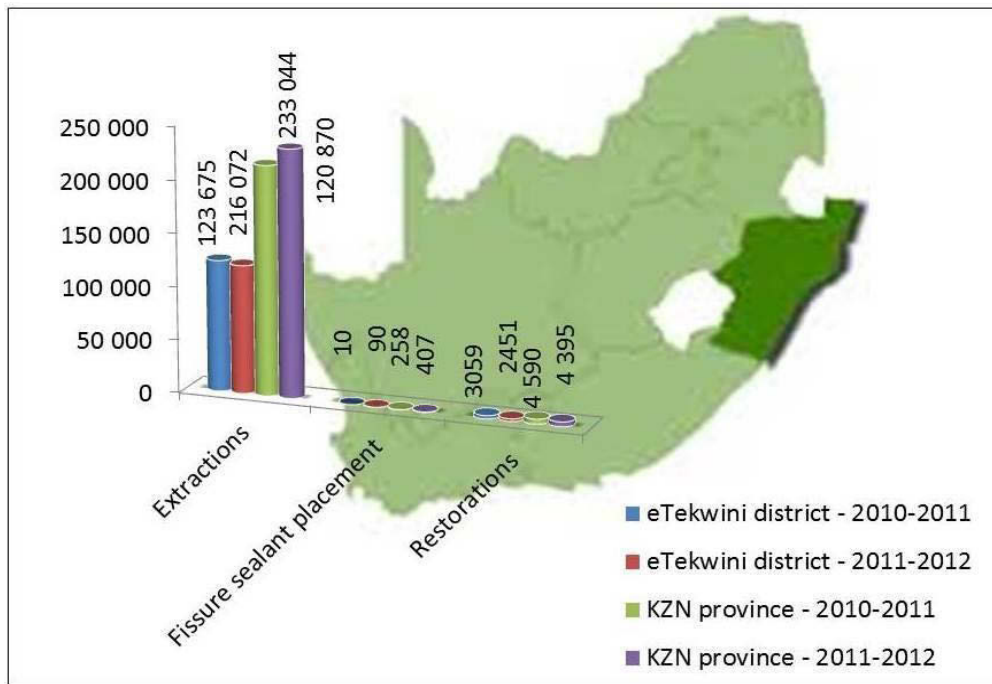 250 000
200 000
150 000
100 000
50 000
0
123 675
216 072
233 044
120 870
10
90
258
407
3059
2451
4 590
4 395
Extractions
Fissure sealant placement
Restorations
eTekwini district - 2010-2011
eTekwini district - 2011-2012
KZN province - 2010-2011
KZN province - 2011-2012